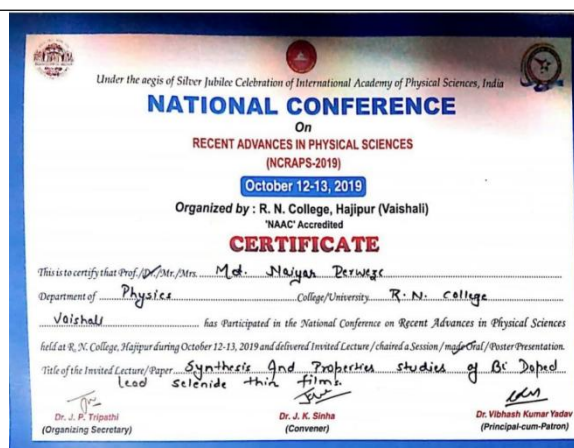 Under the aegis of Silver Jubilee Celebration of International Academy of Physical Sciences, India
NATIONAL CONFERENCE
On
RECENT ADVANCES IN PHYSICAL SCIENCES
(NCRAPS-2019)
October 12-13, 2019
Organized by : R. N. College, Hajipur (Vaishali)
'NAAC' Accredited
CERTIFICATE
This is to certify that Prof./Dr./Mr./Mrs. Md. Naiyar Perweze
Department of Physics College/University R. N. College
Vaishali has Participated in the National Conference on Recent Advances in Physical Sciences
held at R. N. College, Hajipur during October 12-13, 2019 and delivered Invited Lecture / chaired a Session / made Oral / Poster Presentation.
Title of the Invited Lecture / Paper Synthesis And Properties studies of Bi Doped
lead selenide thin films.
Dr. J. P. Tripathi Dr. J. K. Sinha Dr. Vibhash Kumar Yadav
(Organizing Secretary) (Convener) (Principal-cum-Patron)